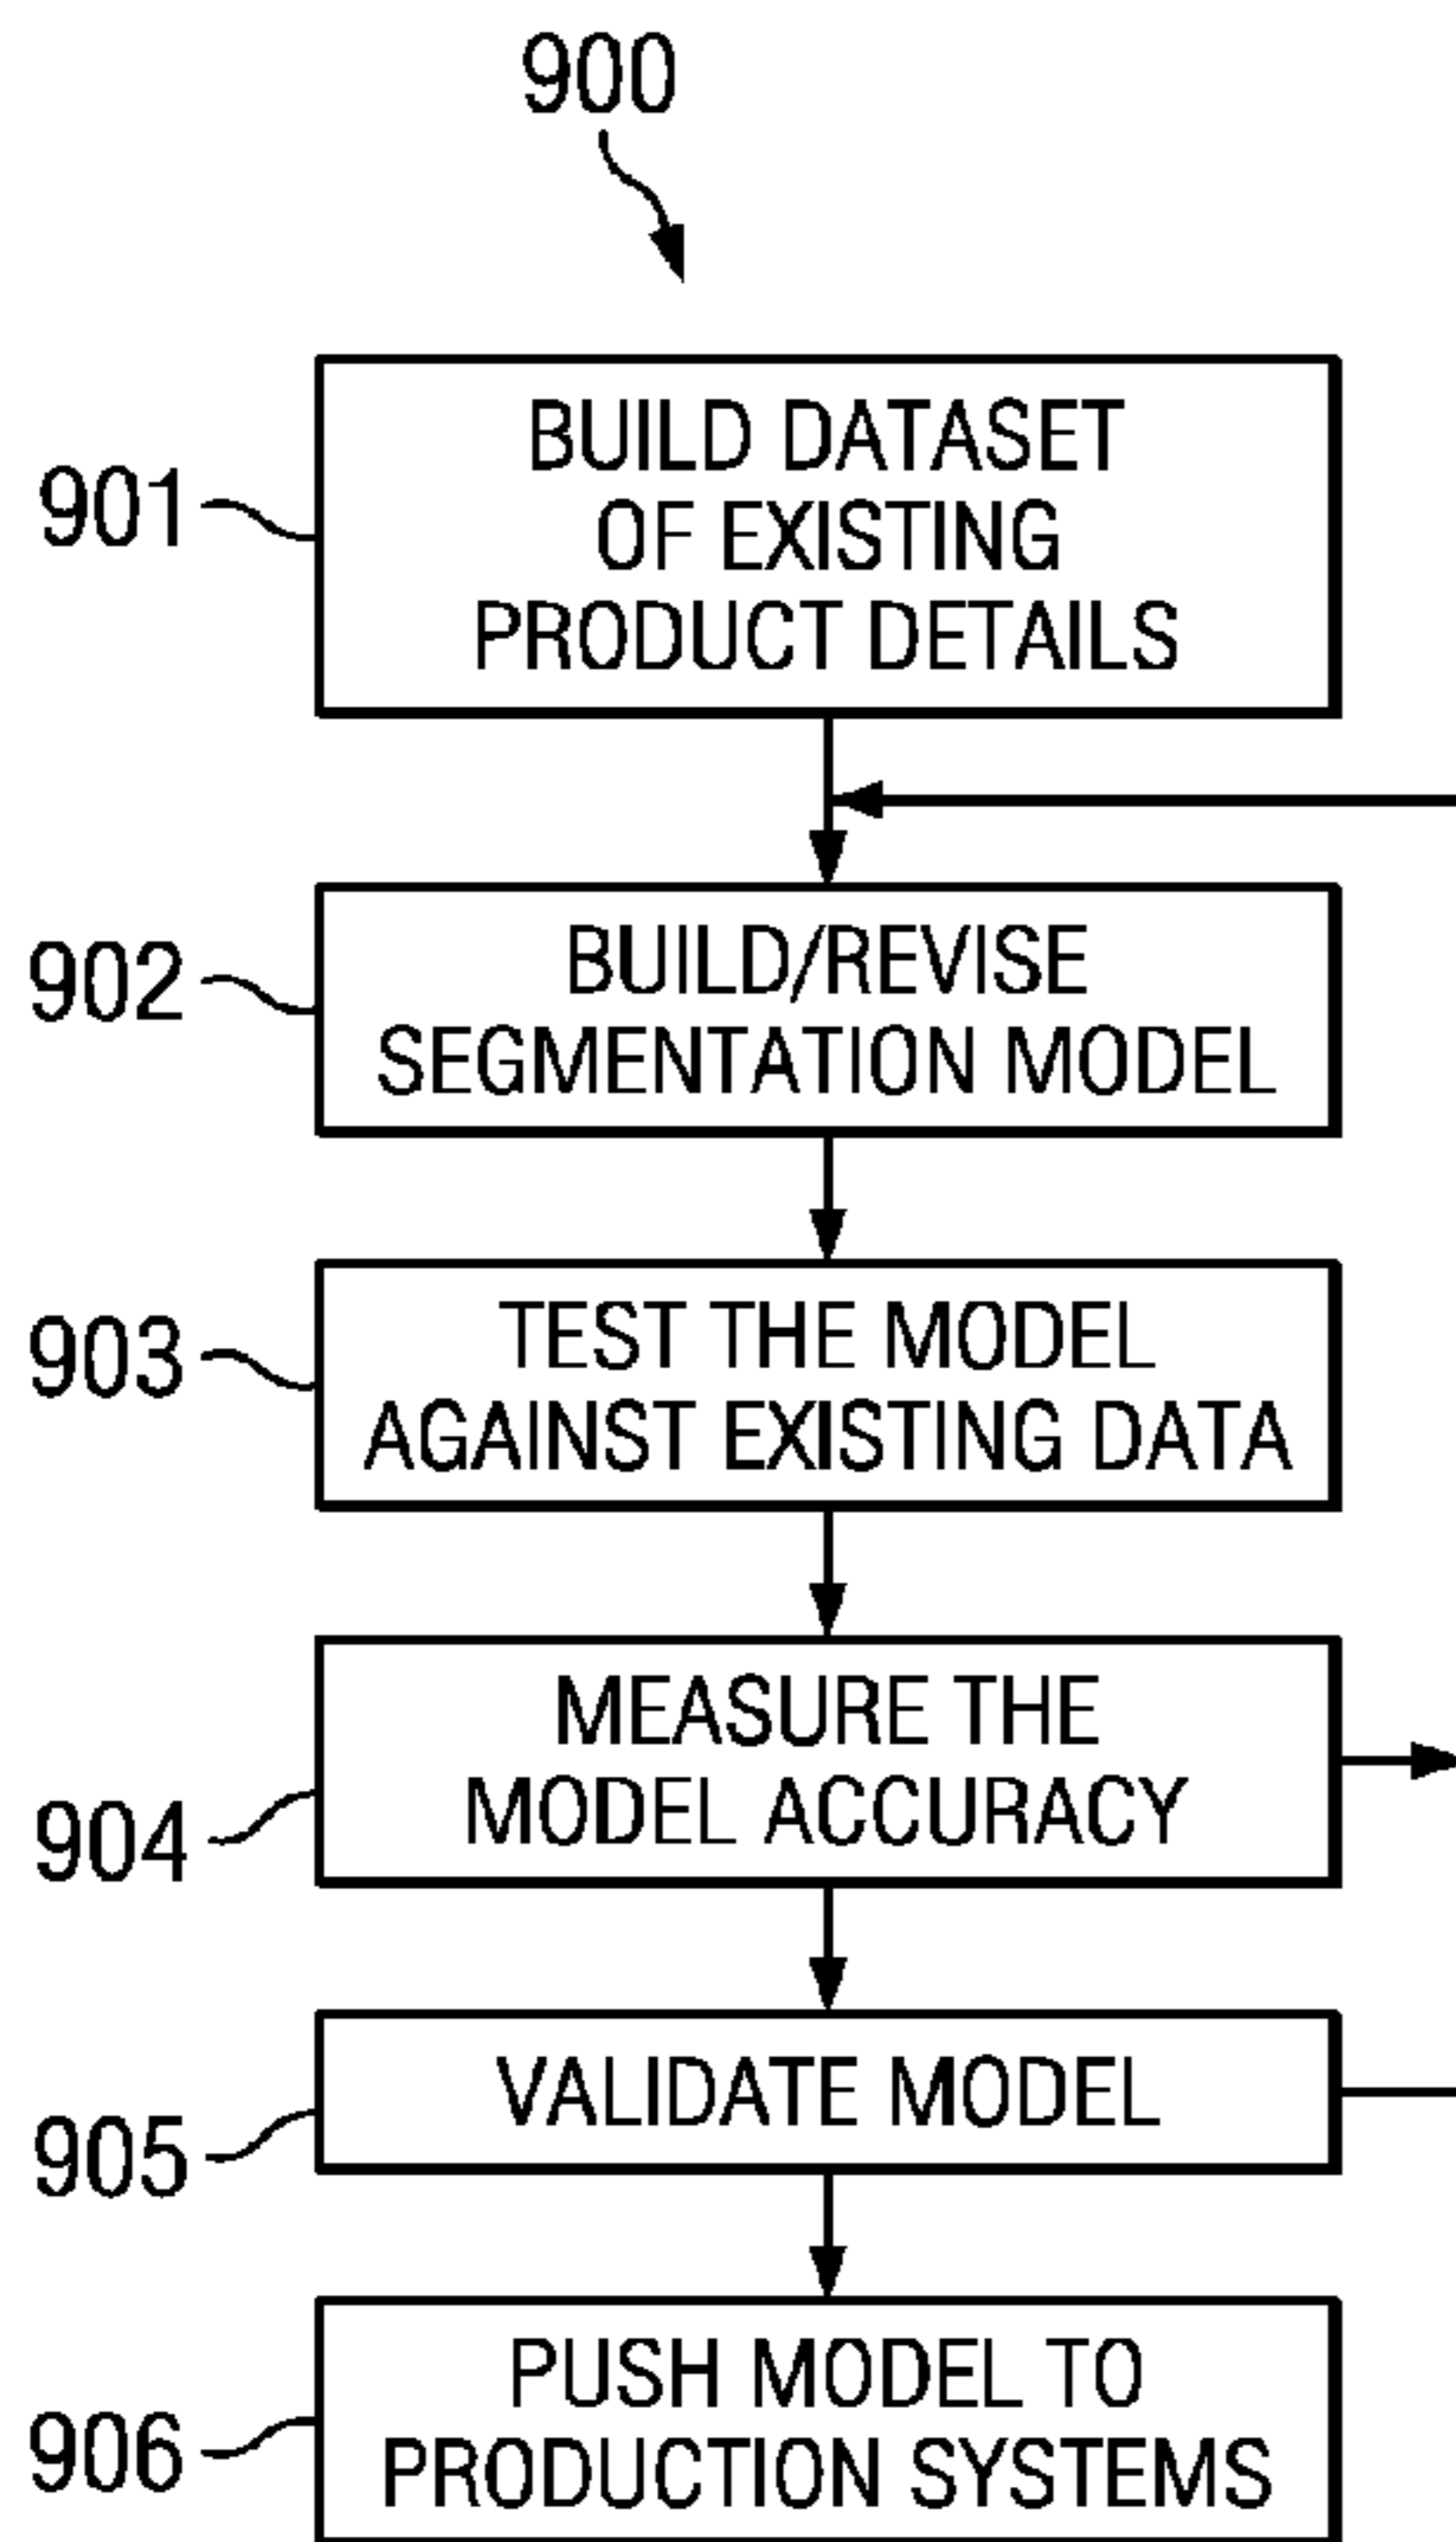 900
901
BUILD DATASET
OF EXISTING
PRODUCT DETAILS
902
BUILD/REVISE
SEGMENTATION MODEL
903
TEST THE MODEL
AGAINST EXISTING DATA
904
MEASURE THE
MODEL ACCURACY
905
VALIDATE MODEL
906
PUSH MODEL TO
PRODUCTION SYSTEMS